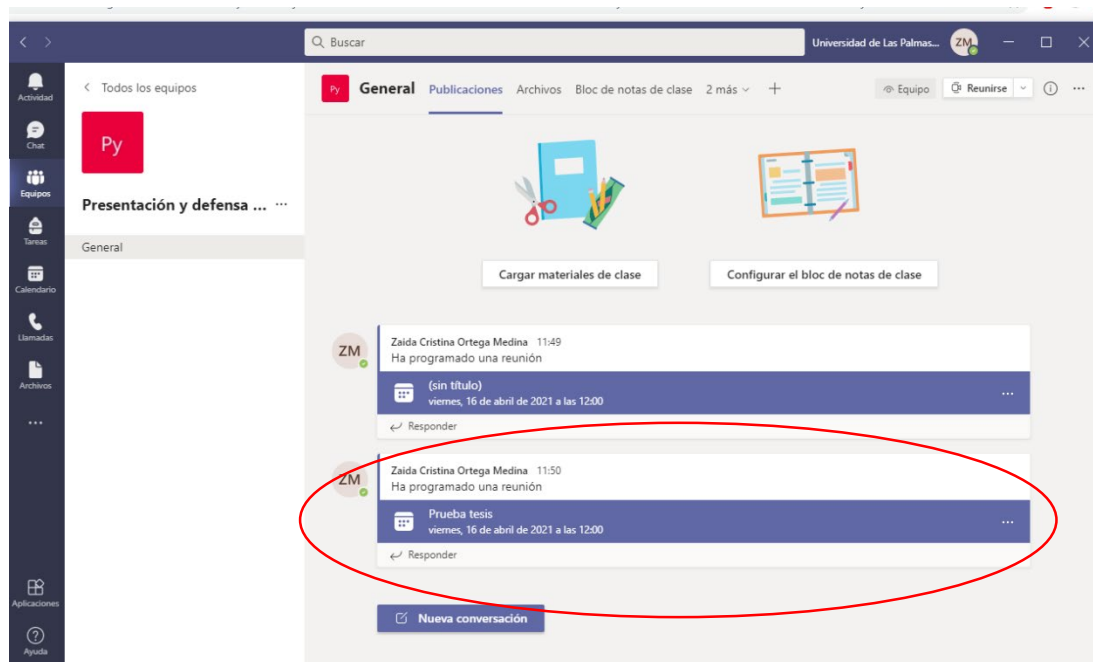 Buscar
Universidad de Las Palmas...
ZM
Actividad
Chat
Equipos
Tareas
Calendario
Llamadas
Archivos
Aplicaciones
Ayuda
Todos los equipos
Py
Presentación y defensa ... ...
General
Py General Publicaciones Archivos Bloc de notas de clase 2 más + Equipo Reunirse ...
Cargar materiales de clase
Configurar el bloc de notas de clase
ZM
Zaida Cristina Ortega Medina 11:49
Ha programado una reunión
(sin título)
viernes, 16 de abril de 2021 a las 12:00
Responder
ZM
Zaida Cristina Ortega Medina 11:50
Ha programado una reunión
Prueba tesis
viernes, 16 de abril de 2021 a las 12:00
Responder
Nueva conversación